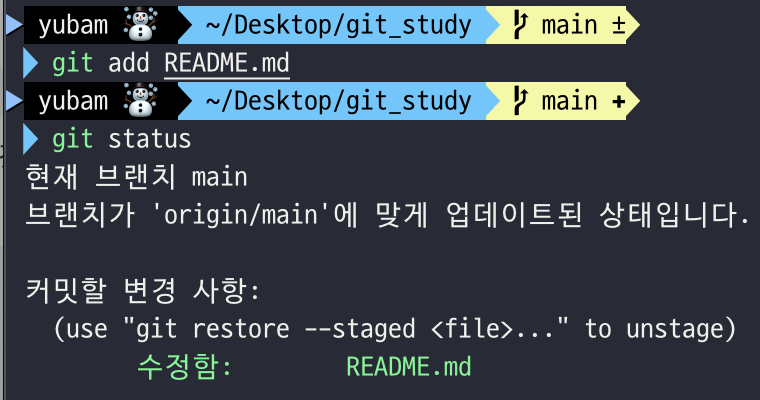 yubam ☃️ ~/Desktop/git_study main ±
git add README.md
yubam ☃️ ~/Desktop/git_study main +
git status
현재 브랜치 main
브랜치가 'origin/main'에 맞게 업데이트된 상태입니다.
커밋할 변경 사항:
(use "git restore --staged <file>..." to unstage)
수정함: README.md